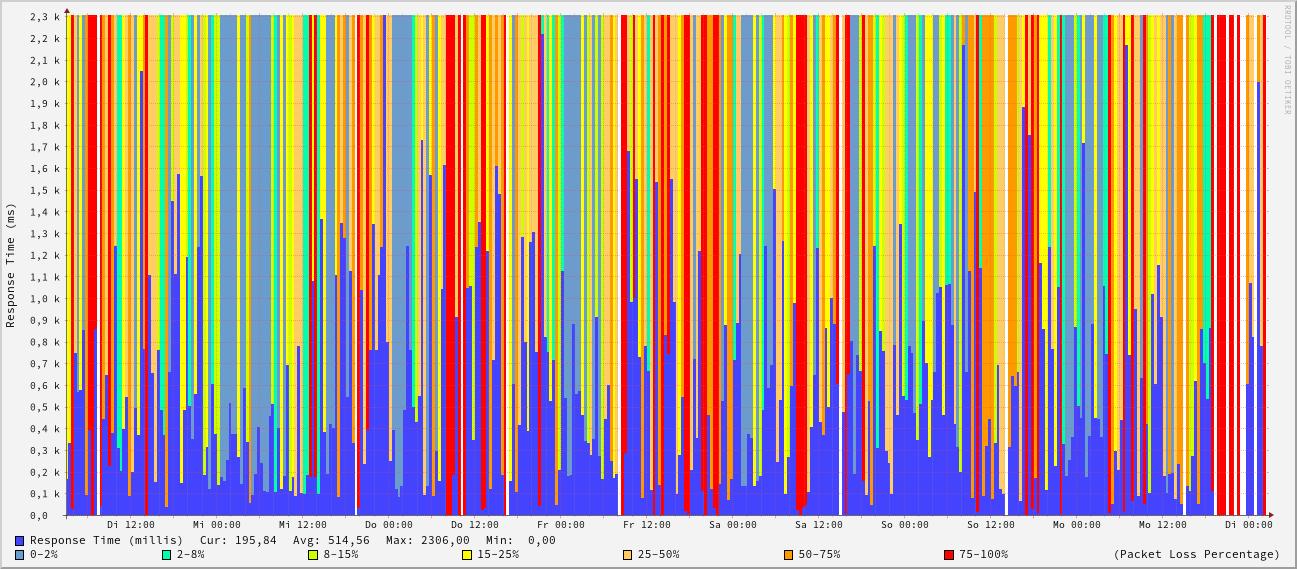 2,3 k
2,2 k
2,1 k
2,0 k
1,9 k
1,8 k
1,7 k
1,6 k
1,5 k
1,4 k
1,3 k
1,2 k
1,1 k
1,0 k
0,9 k
0,8 k
0,7 k
0,6 k
0,5 k
0,4 k
0,3 k
0,2 k
0,1 k
0,0
Response Time (ms)
RRDTOOL / TOBI OETIKER
Di 12:00 Mi 00:00 Mi 12:00 Do 00:00 Do 12:00 Fr 00:00 Fr 12:00 Sa 00:00 Sa 12:00 So 00:00 So 12:00 Mo 00:00 Mo 12:00 Di 00:00
Response Time (millis) Cur: 195,84 Avg: 514,56 Max: 2306,00 Min: 0,00
0-2% 2-8% 8-15% 15-25% 25-50% 50-75% 75-100% (Packet Loss Percentage)